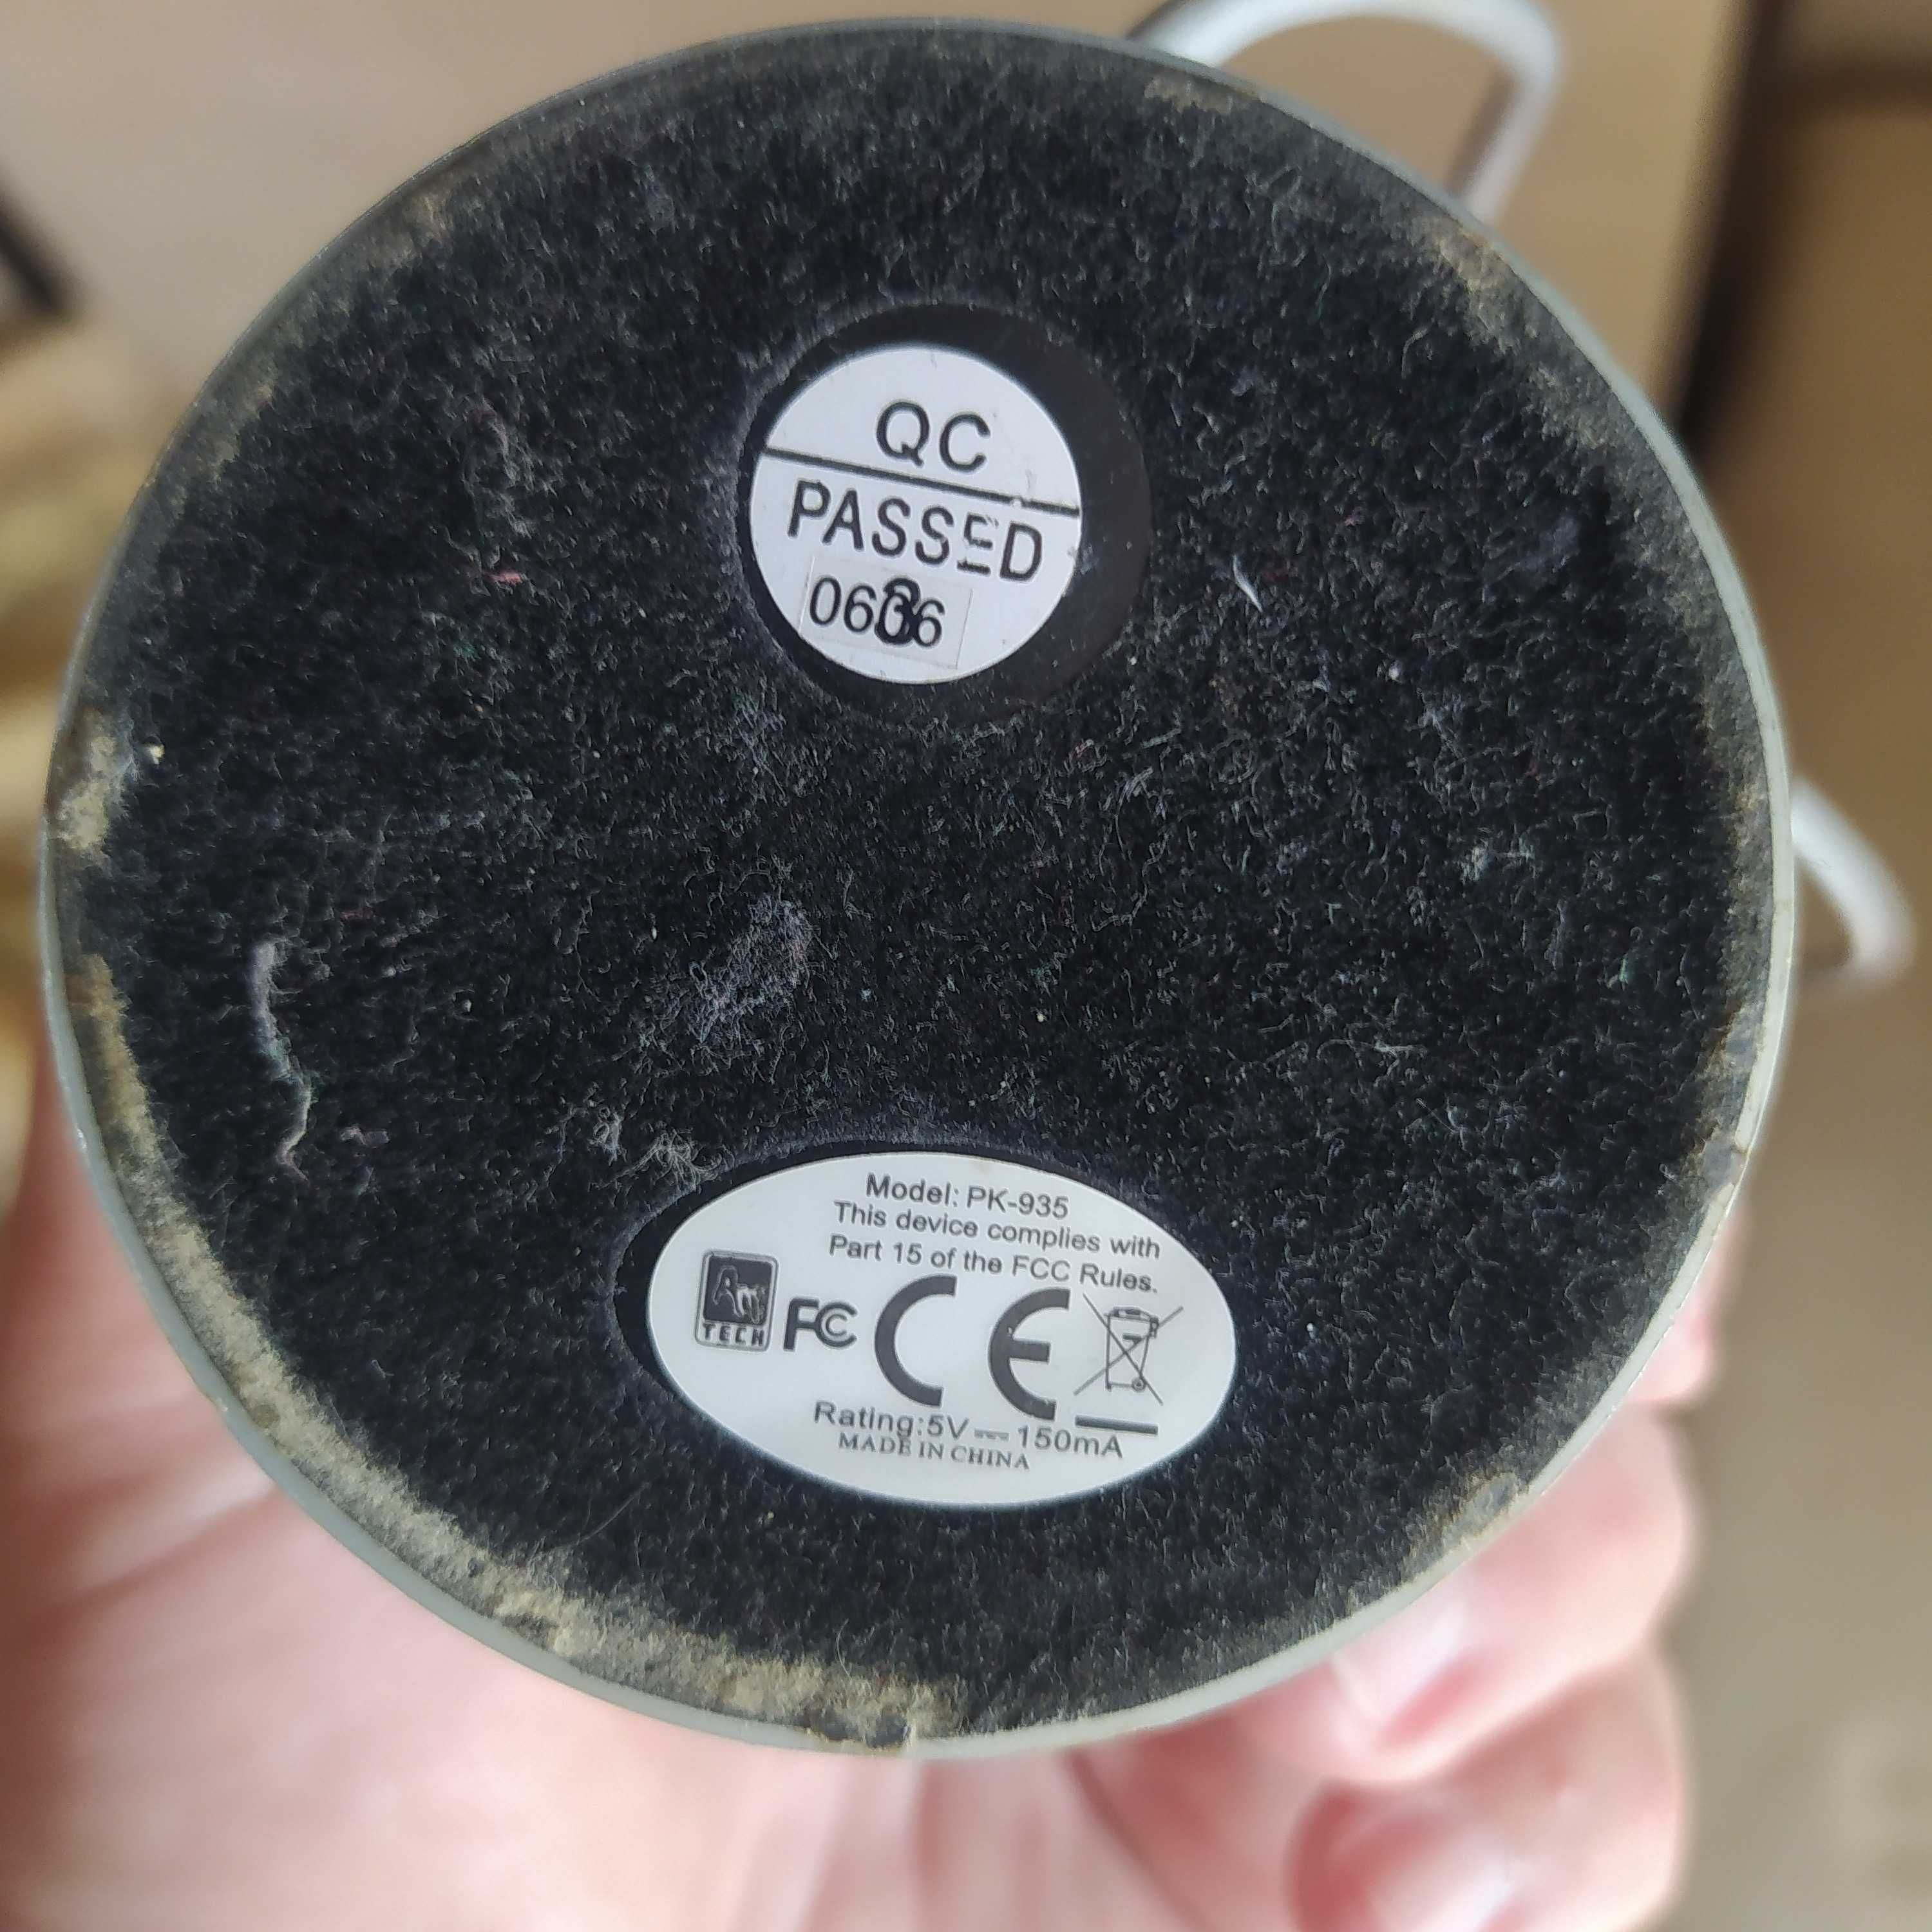 QC
PASSED
Model: PK-935
This device complies with
Part 15 of the FCC Rules.
TECH FC CE
Rating:5V⎓150mA
MADE IN CHINA